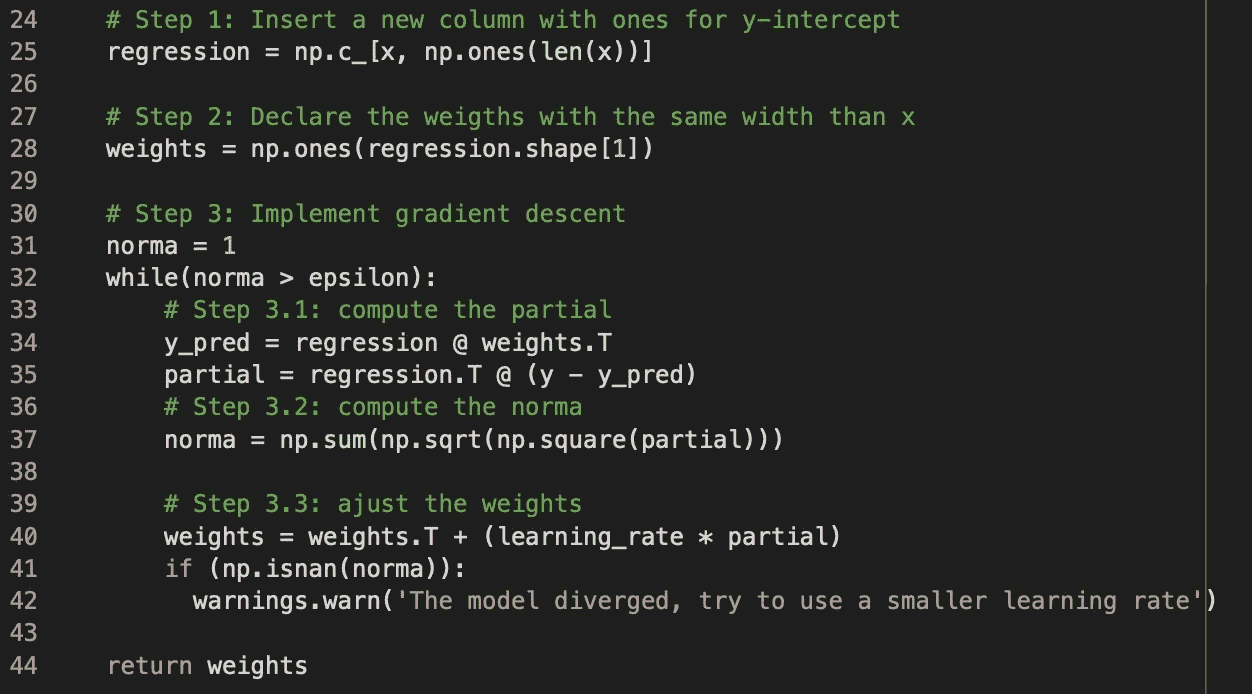 24 # Step 1: Insert a new column with ones for y-intercept
25 regression = np.c_[x, np.ones(len(x))]
26
27 # Step 2: Declare the weigths with the same width than x
28 weights = np.ones(regression.shape[1])
29
30 # Step 3: Implement gradient descent
31 norma = 1
32 while(norma > epsilon):
33 # Step 3.1: compute the partial
34 y_pred = regression @ weights.T
35 partial = regression.T @ (y - y_pred)
36 # Step 3.2: compute the norma
37 norma = np.sum(np.sqrt(np.square(partial)))
38
39 # Step 3.3: ajust the weights
40 weights = weights.T + (learning_rate * partial)
41 if (np.isnan(norma)):
42 warnings.warn('The model diverged, try to use a smaller learning rate')
43
44 return weights